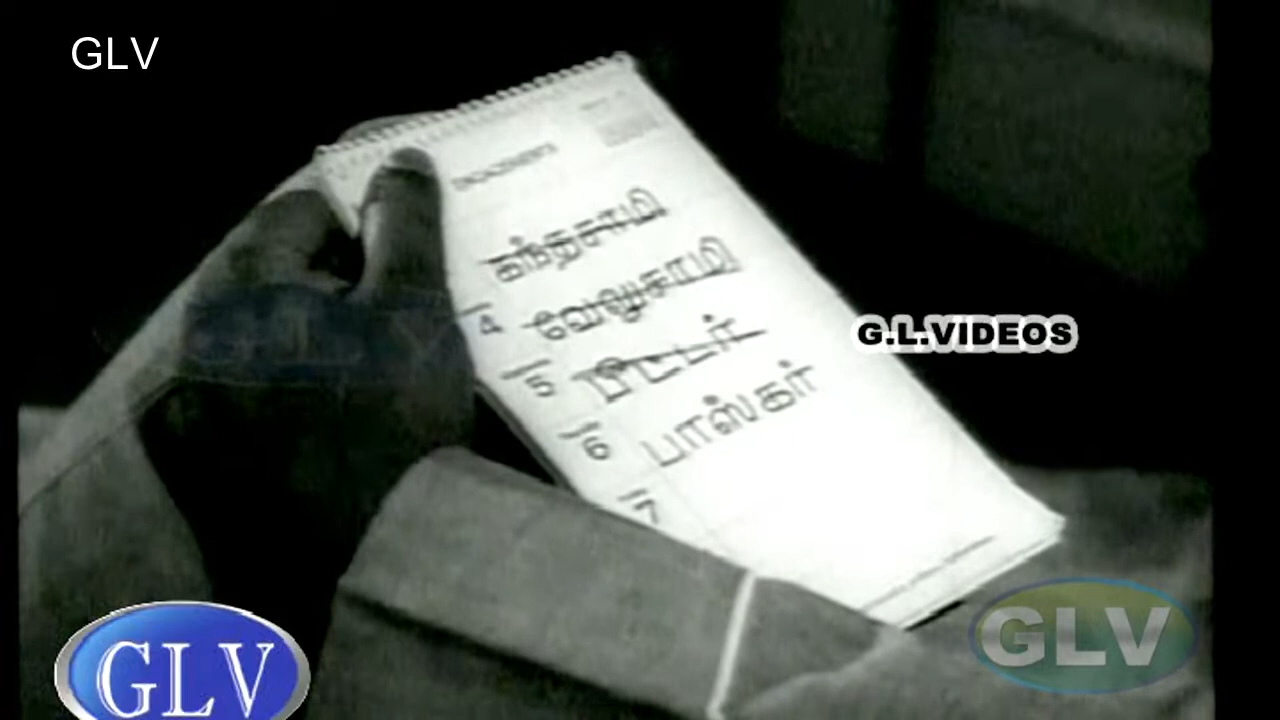 GLV
கந்தசாமி
4 வேலுசாமி
5 பீட்டர்
6 பாஸ்கர்
7
G.L.VIDEOS
GLV
GLV